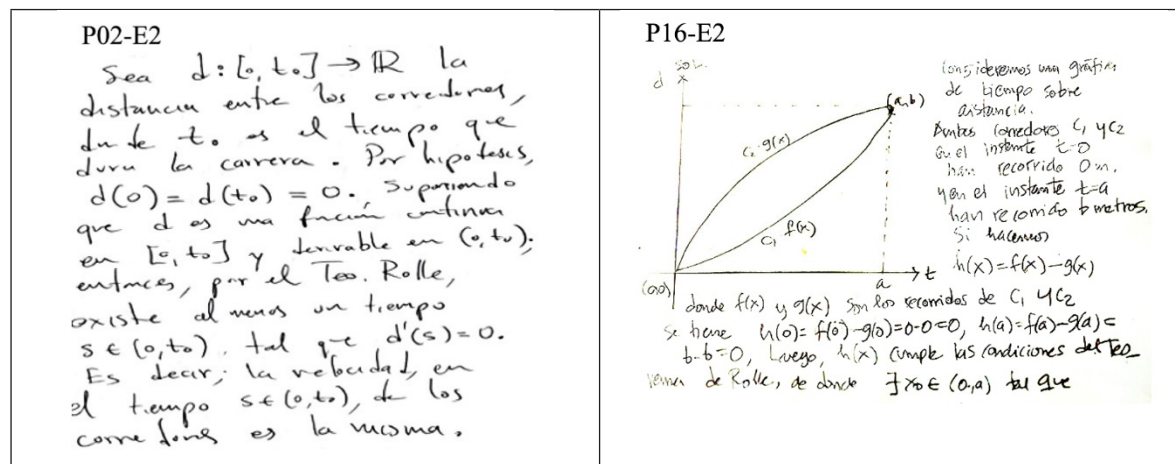 P02-E2
Sea d: [0, t₀] → ℝ la
distancia entre los corredores,
donde t₀ es el tiempo que
dura la carrera. Por hipotesis,
d(0) = d(t₀) = 0., Suponiendo
que d es una función continua
en [0, t₀] y derivable en (0, t₀);
entonces, por el Teo. Rolle,
existe al menos un tiempo
s ∈ (0, t₀), tal que d'(s) = 0.
Es decir, la velocidad, en
el tiempo s ∈ (0, t₀), de los
corredores es la misma.
P16-E2
sol.
d
x
(a,b)
C₂ g(x)
C₁ f(x)
a
t
(0,0)
Consideremos una gráfica
de tiempo sobre
distancia.
Ambos corredores C₁ y C₂
en el instante t=0
han recorrido 0 m.
y en el instante t=a
han recorrido b metros.
Si hacemos
h(x)=f(x)-g(x)
donde f(x) y g(x) son los recorridos de C₁ y C₂
se tiene h(0)=f(0)-g(0)=0-0=0, h(a)=f(a)-g(a)=
b-b=0, Luego, h(x) cumple las condiciones del Teo
rema de Rolle, de donde ∃ x₀ ∈ (0,a) tal que